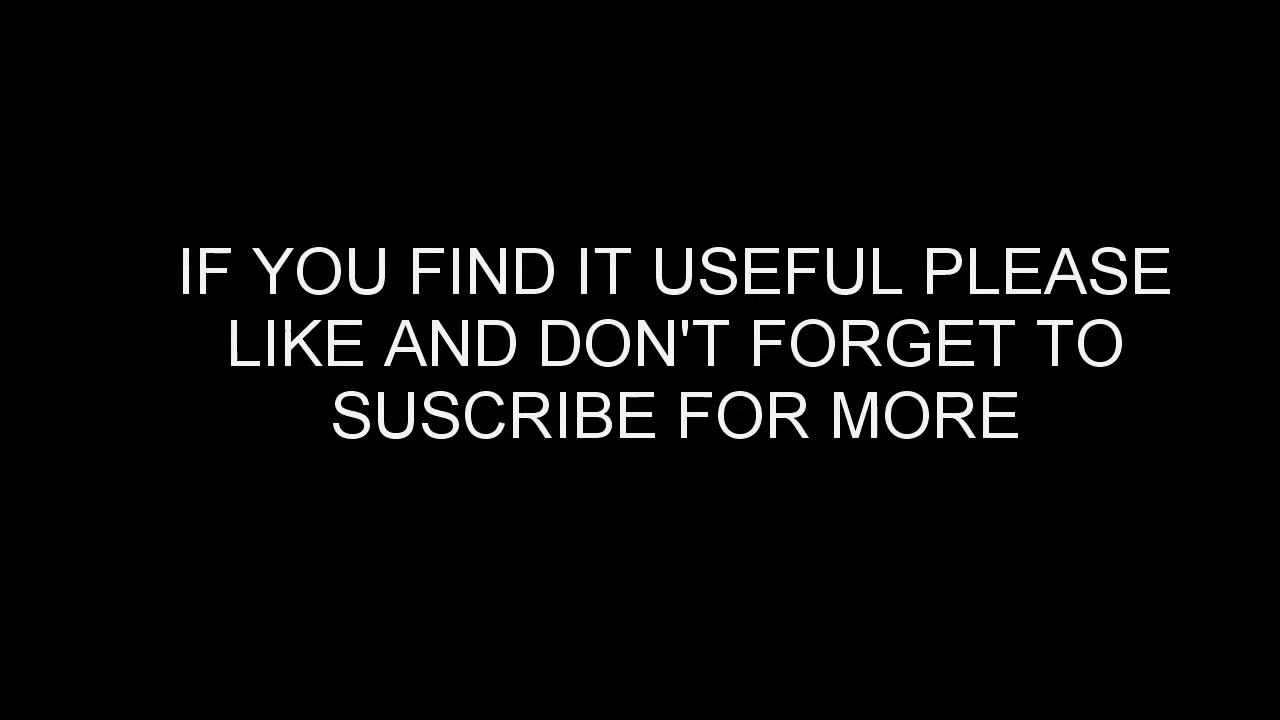 IF YOU FIND IT USEFUL PLEASE
LIKE AND DON'T FORGET TO
SUSCRIBE FOR MORE